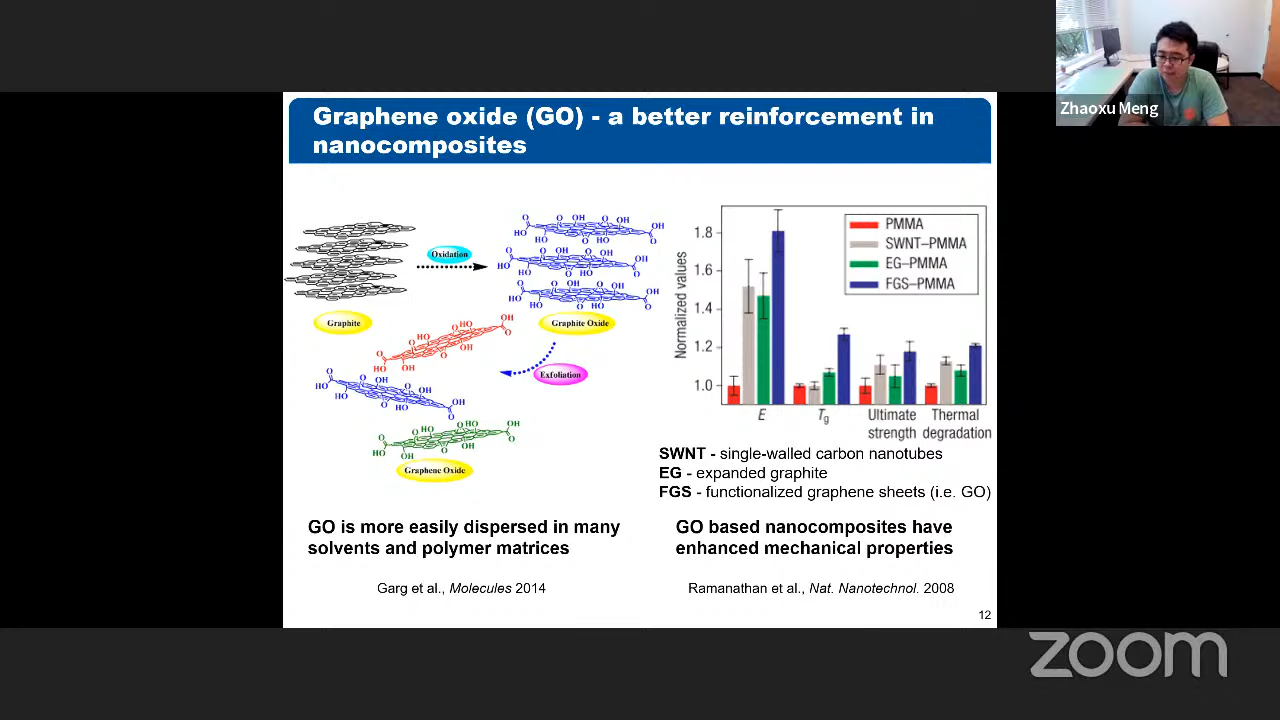 Zhaoxu Meng
Graphene oxide (GO) - a better reinforcement in
nanocomposites
Oxidation
Graphite
Graphite Oxide
Exfoliation
Graphene Oxide
O
OH
HO
Normalized values
1.8
1.6
1.4
1.2
1.0
PMMA
SWNT–PMMA
EG–PMMA
FGS–PMMA
E
Tg
Ultimate
strength
Thermal
degradation
SWNT - single-walled carbon nanotubes
EG - expanded graphite
FGS - functionalized graphene sheets (i.e. GO)
GO is more easily dispersed in many
solvents and polymer matrices
GO based nanocomposites have
enhanced mechanical properties
Garg et al., Molecules 2014
Ramanathan et al., Nat. Nanotechnol. 2008
12
zoom